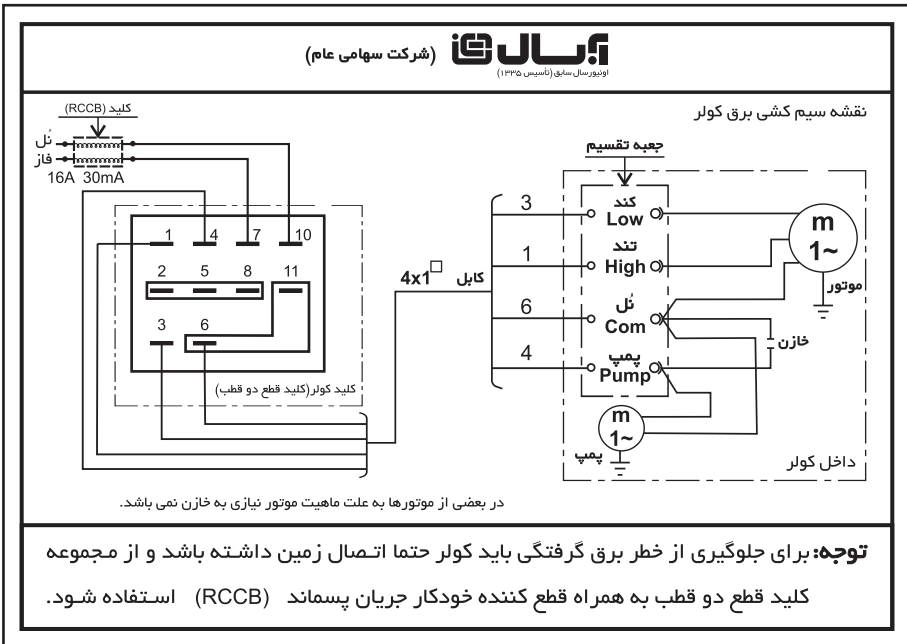 آبسال (شرکت سهامی عام)
اونیورسال سابق (تأسیس ۱۳۳۵)
نقشه سیم کشی برق کولر
کلید (RCCB)
نُل
فاز
16A 30mA
1 4 7 10
2 5 8 11
3 6
کلید کولر(کلید قطع دو قطب)
کابل 4x1□
3
1
6
4
جعبه تقسیم
کند
Low
تند
High
نُل
Com
پمپ
Pump
m
1~
موتور
خازن
m
1~
پمپ
داخل کولر
در بعضی از موتورها به علت ماهیت موتور نیازی به خازن نمی باشد.
توجه: برای جلوگیری از خطر برق گرفتگی باید کولر حتما اتصال زمین داشته باشد و از مجموعه
کلید قطع دو قطب به همراه قطع کننده خودکار جریان پسماند (RCCB) استفاده شود.